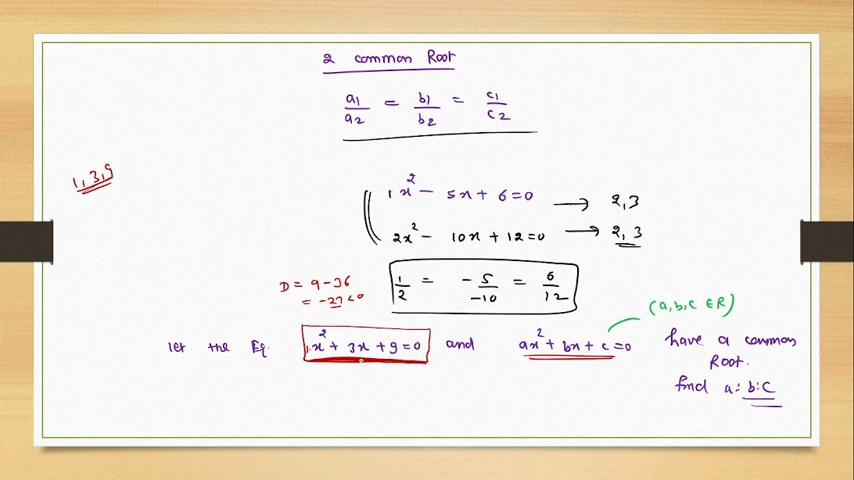 2 common Root
a1/a2 = b1/b2 = c1/c2
1,3,9
1x² - 5x + 6 = 0 → 2,3
2x² - 10x + 12 = 0 → 2,3
1/2 = -5/-10 = 6/12
D = 9 - 36
= -27 < 0
(a,b,c ∈ R)
let the Eq. 1x² + 3x + 9 = 0 and ax² + bx + c = 0 have a common
Root.
find a:b:c